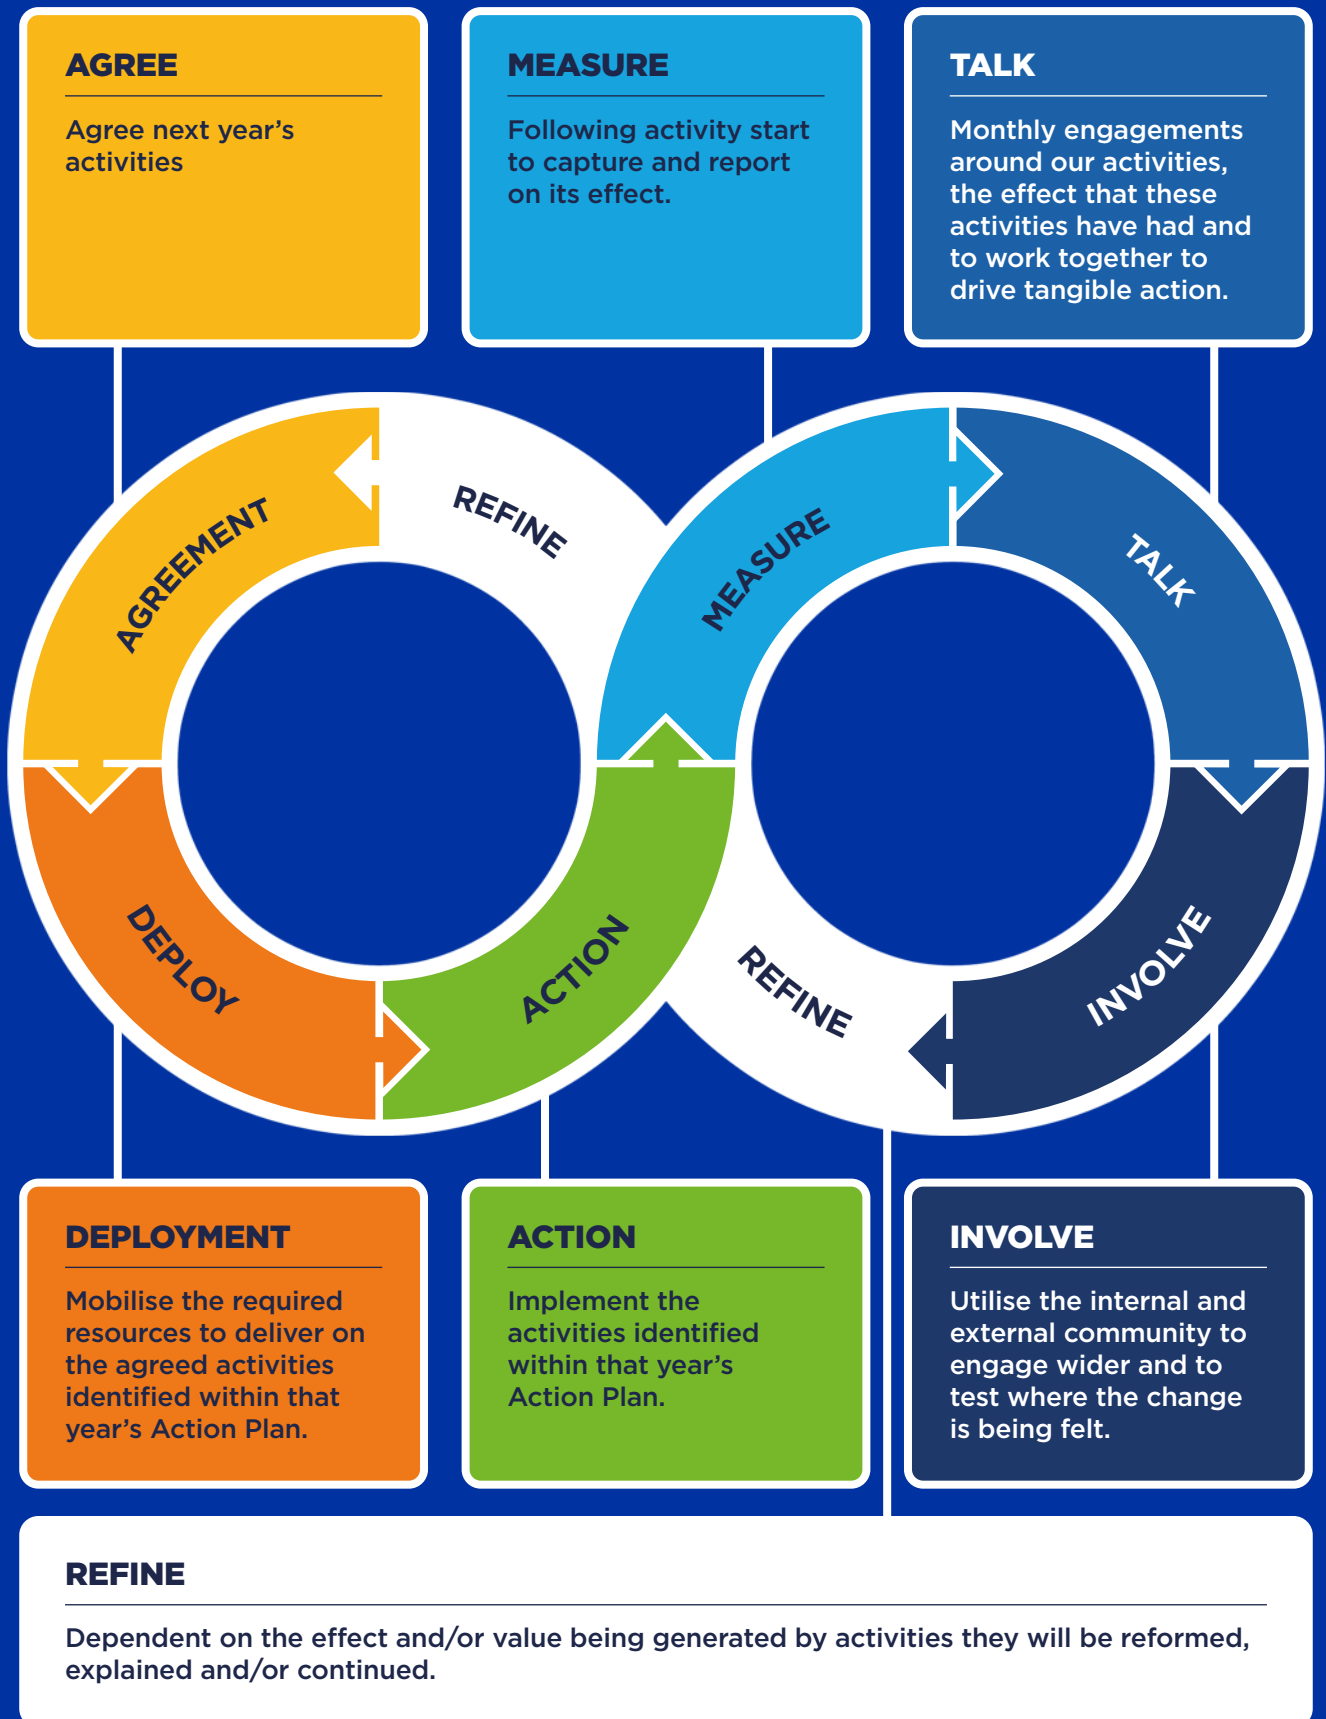 AGREE
Agree next year’s
activities
MEASURE
Following activity start
to capture and report
on its effect.
TALK
Monthly engagements
around our activities,
the effect that these
activities have had and
to work together to
drive tangible action.
AGREEMENT
REFINE
MEASURE
TALK
DEPLOY
ACTION
REFINE
INVOLVE
DEPLOYMENT
Mobilise the required
resources to deliver on
the agreed activities
identified within that
year’s Action Plan.
ACTION
Implement the
activities identified
within that year’s
Action Plan.
INVOLVE
Utilise the internal and
external community to
engage wider and to
test where the change
is being felt.
REFINE
Dependent on the effect and/or value being generated by activities they will be reformed,
explained and/or continued.